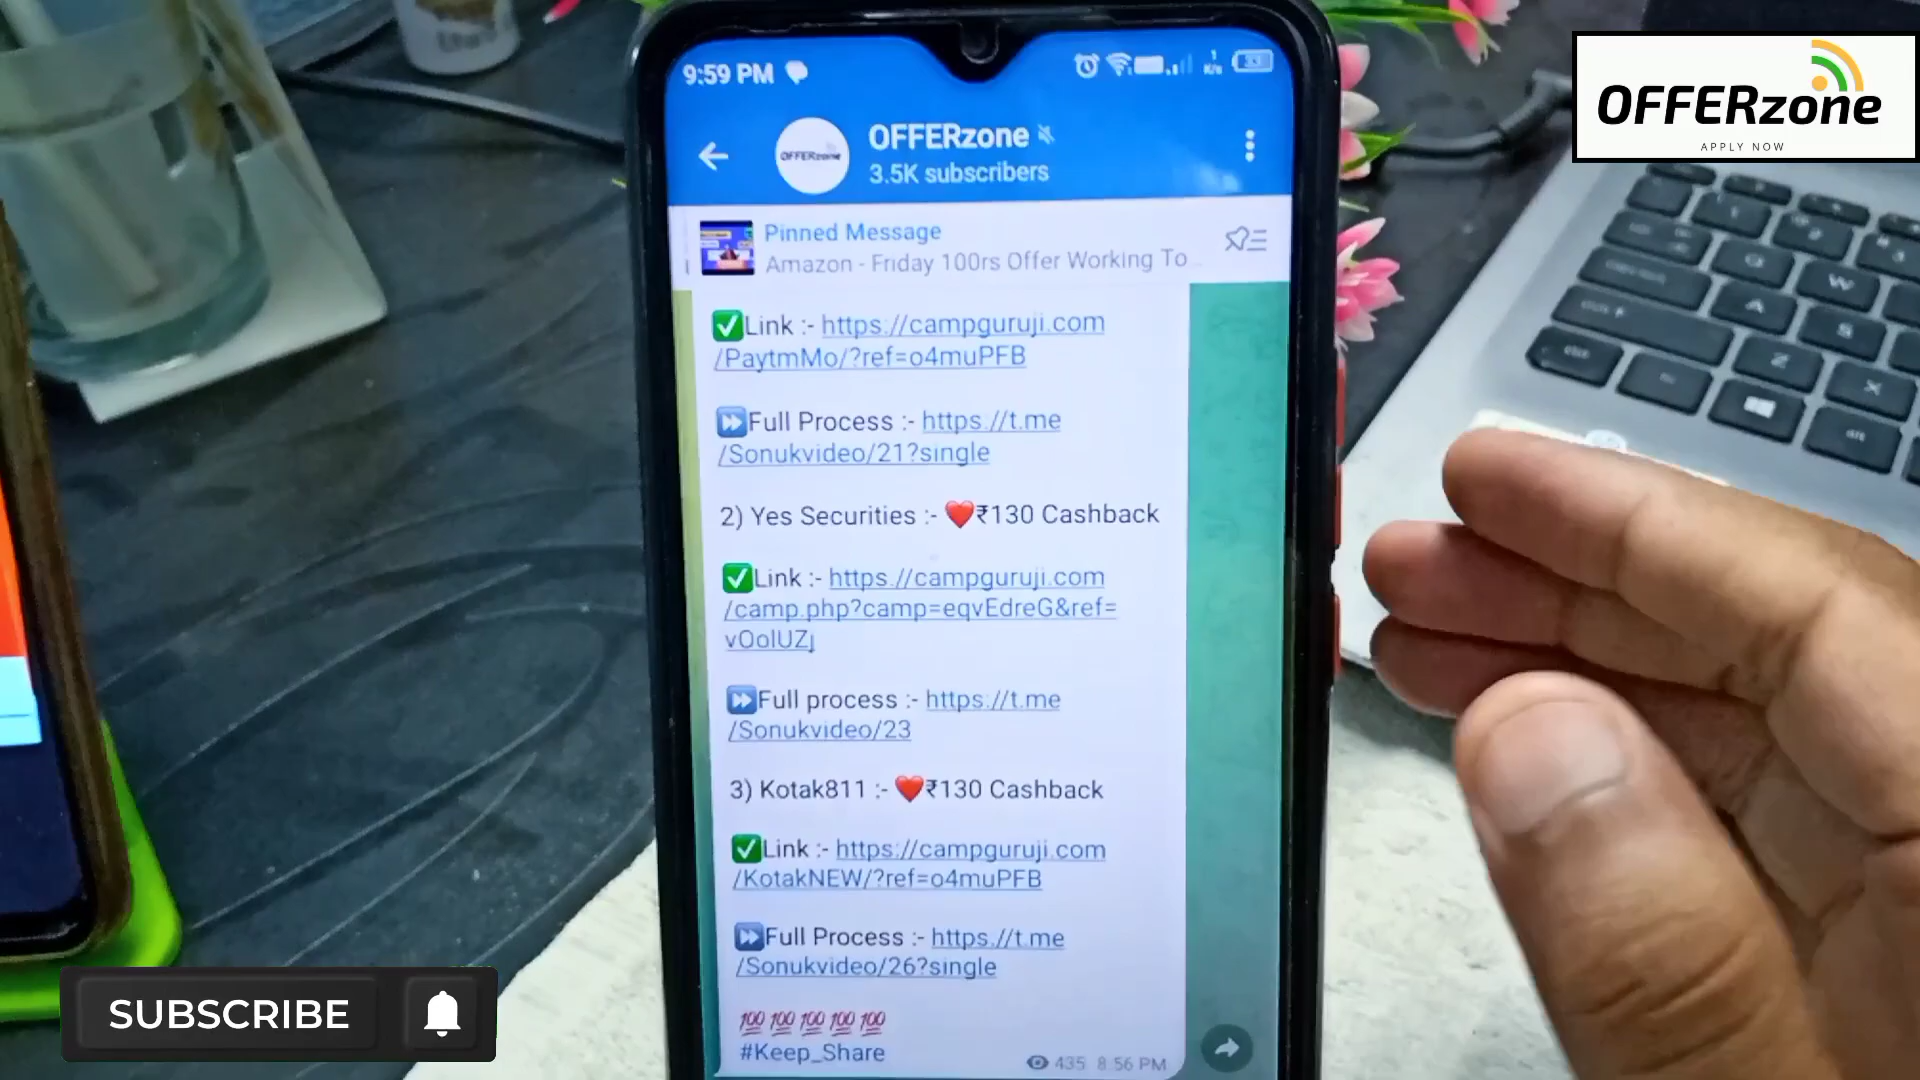 9:59 PM
OFFERzone
3.5K subscribers
Pinned Message
Amazon - Friday 100rs Offer Working To
✅Link :- https://campguruji.com
/PaytmMo/?ref=o4muPFB
⏩Full Process :- https://t.me
/Sonukvideo/21?single
2) Yes Securities :- ❤️₹130 Cashback
✅Link :- https://campguruji.com
/camp.php?camp=eqvEdreG&ref=
vOolUZj
⏩Full process :- https://t.me
/Sonukvideo/23
3) Kotak811 :- ❤️₹130 Cashback
✅Link :- https://campguruji.com
/KotakNEW/?ref=o4muPFB
⏩Full Process :- https://t.me
/Sonukvideo/26?single
💯💯💯💯💯
#Keep_Share
435 8:56 PM
OFFERzone
APPLY NOW
SUBSCRIBE